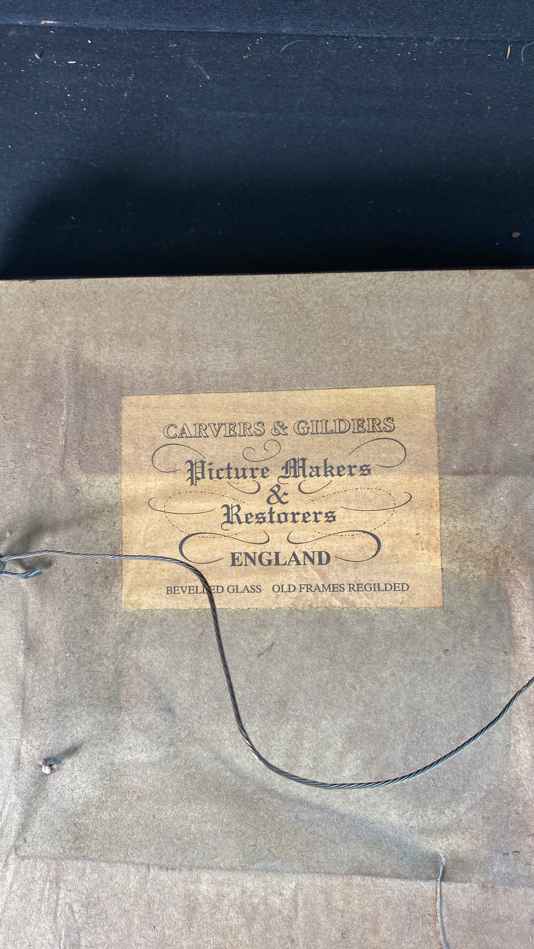 CARVERS & GILDERS
Picture Makers
&
Restorers
ENGLAND
BEVELLED GLASS OLD FRAMES REGILDED